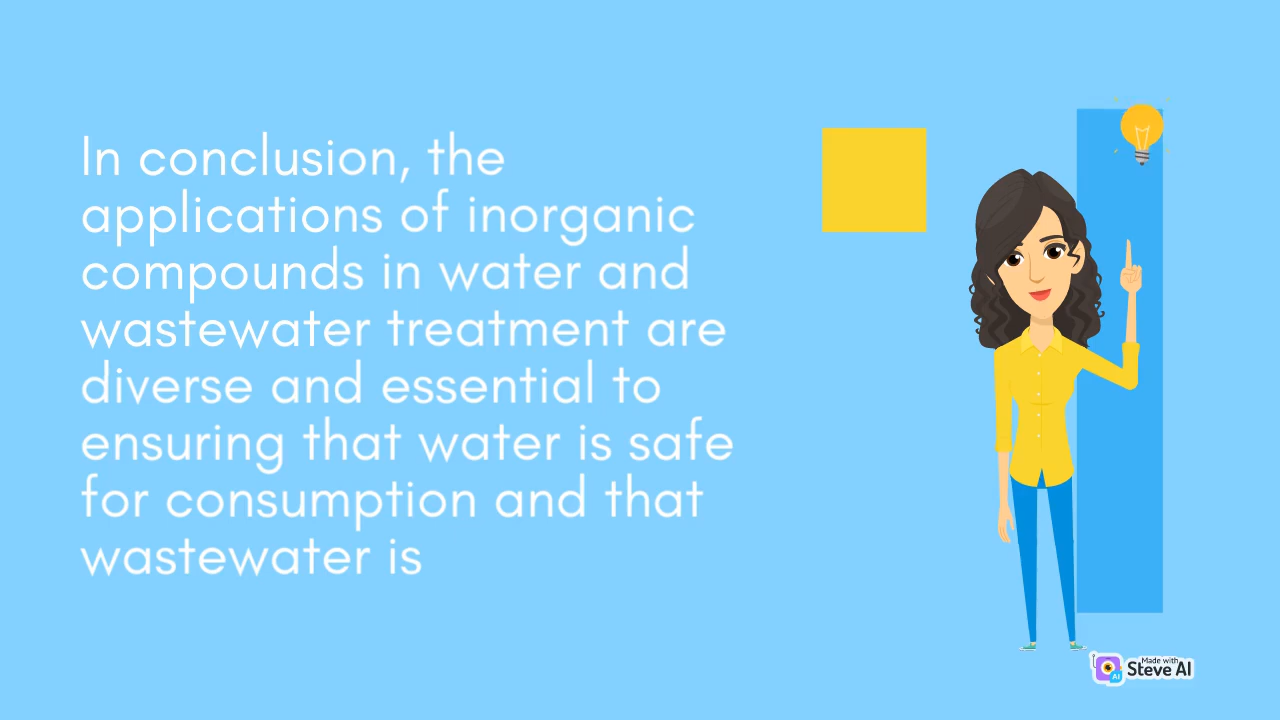 In conclusion, the
applications of inorganic
compounds in water and
wastewater treatment are
diverse and essential to
ensuring that water is safe
for consumption and that
wastewater is
Made with
Steve AI
AI